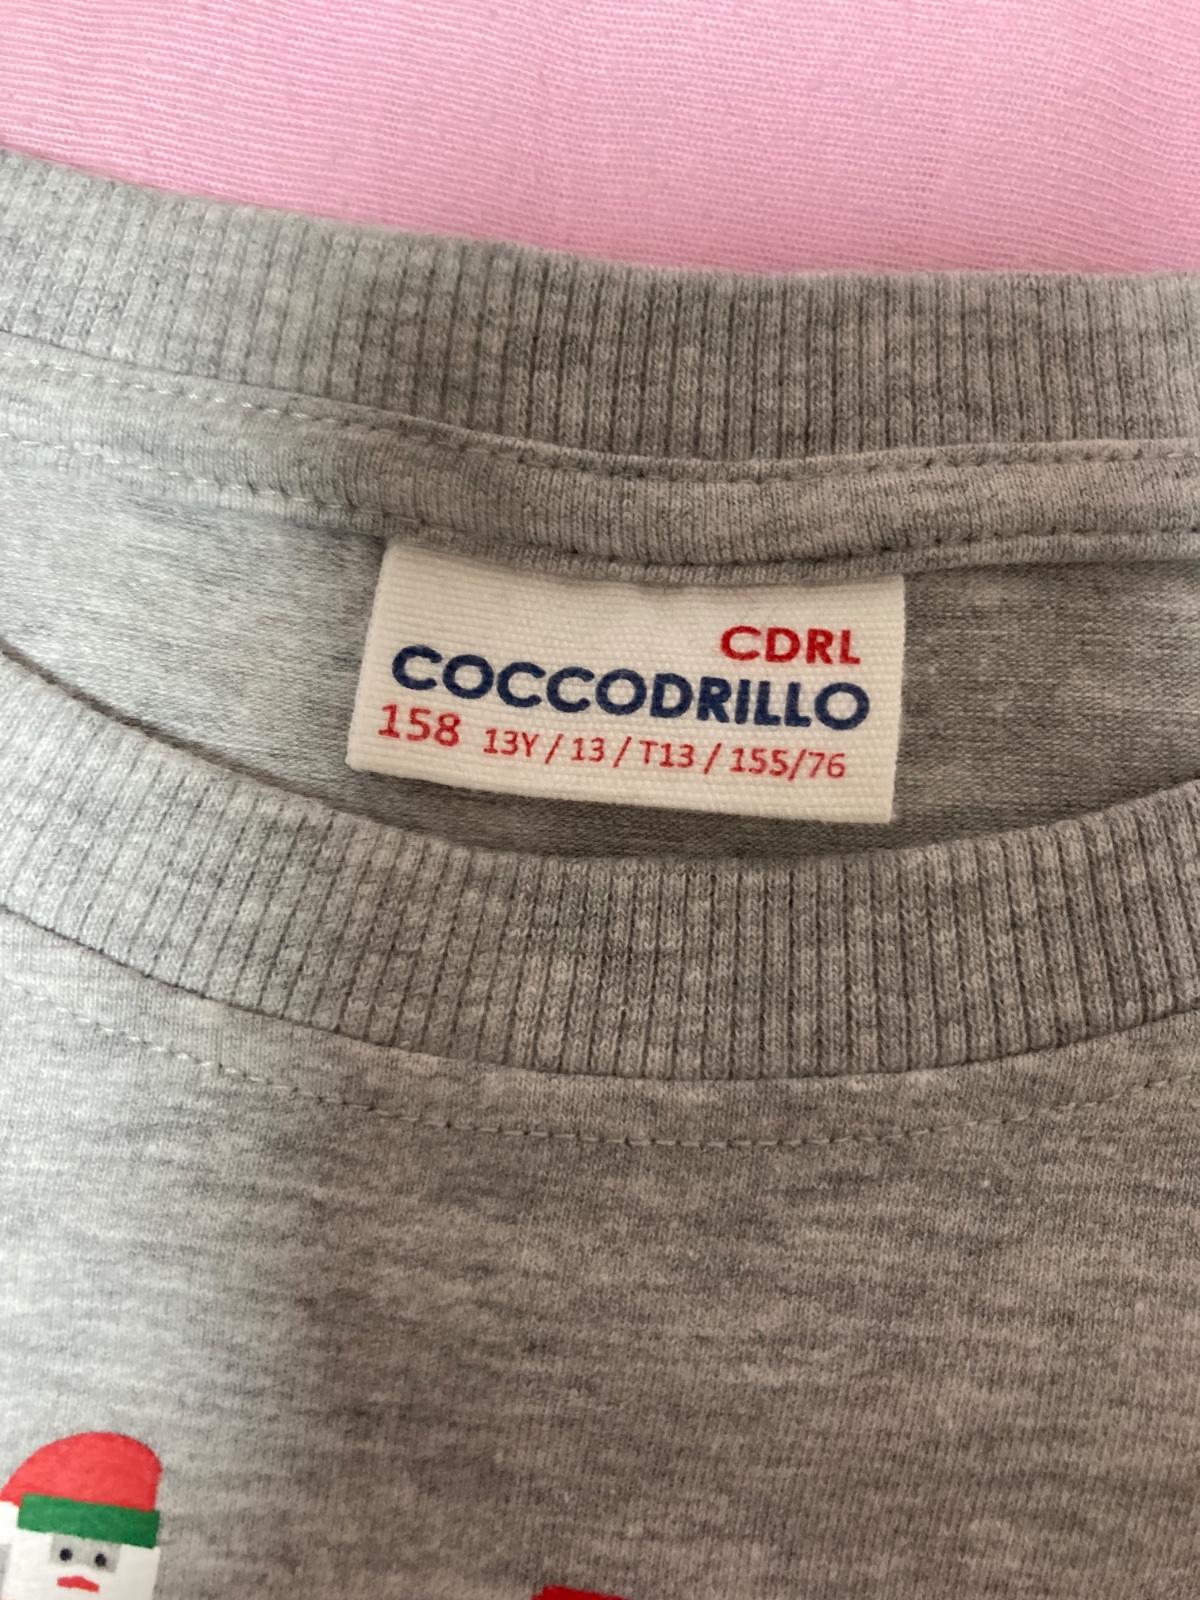 CDRL
COCCODRILLO
158 13Y / 13 / T13 / 155/76